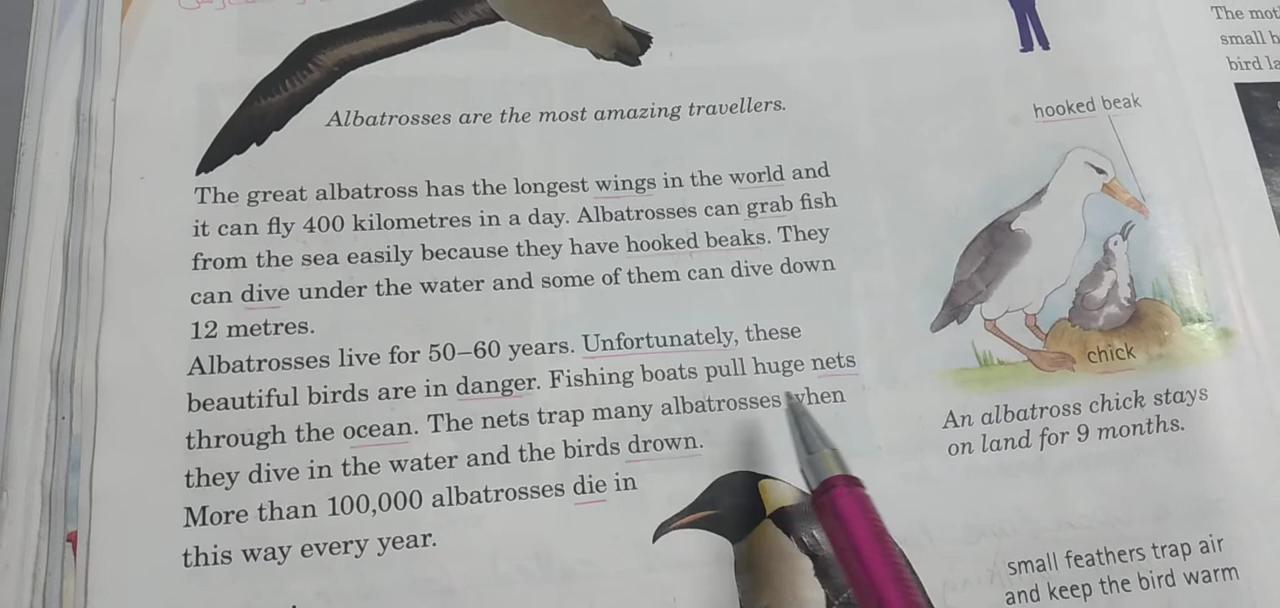 Albatrosses are the most amazing travellers.
The great albatross has the longest wings in the world and
it can fly 400 kilometres in a day. Albatrosses can grab fish
from the sea easily because they have hooked beaks. They
can dive under the water and some of them can dive down
12 metres.
Albatrosses live for 50–60 years. Unfortunately, these
beautiful birds are in danger. Fishing boats pull huge nets
through the ocean. The nets trap many albatrosses when
they dive in the water and the birds drown.
More than 100,000 albatrosses die in
this way every year.
hooked beak
chick
An albatross chick stays
on land for 9 months.
small feathers trap air
and keep the bird warm
The
small
bird